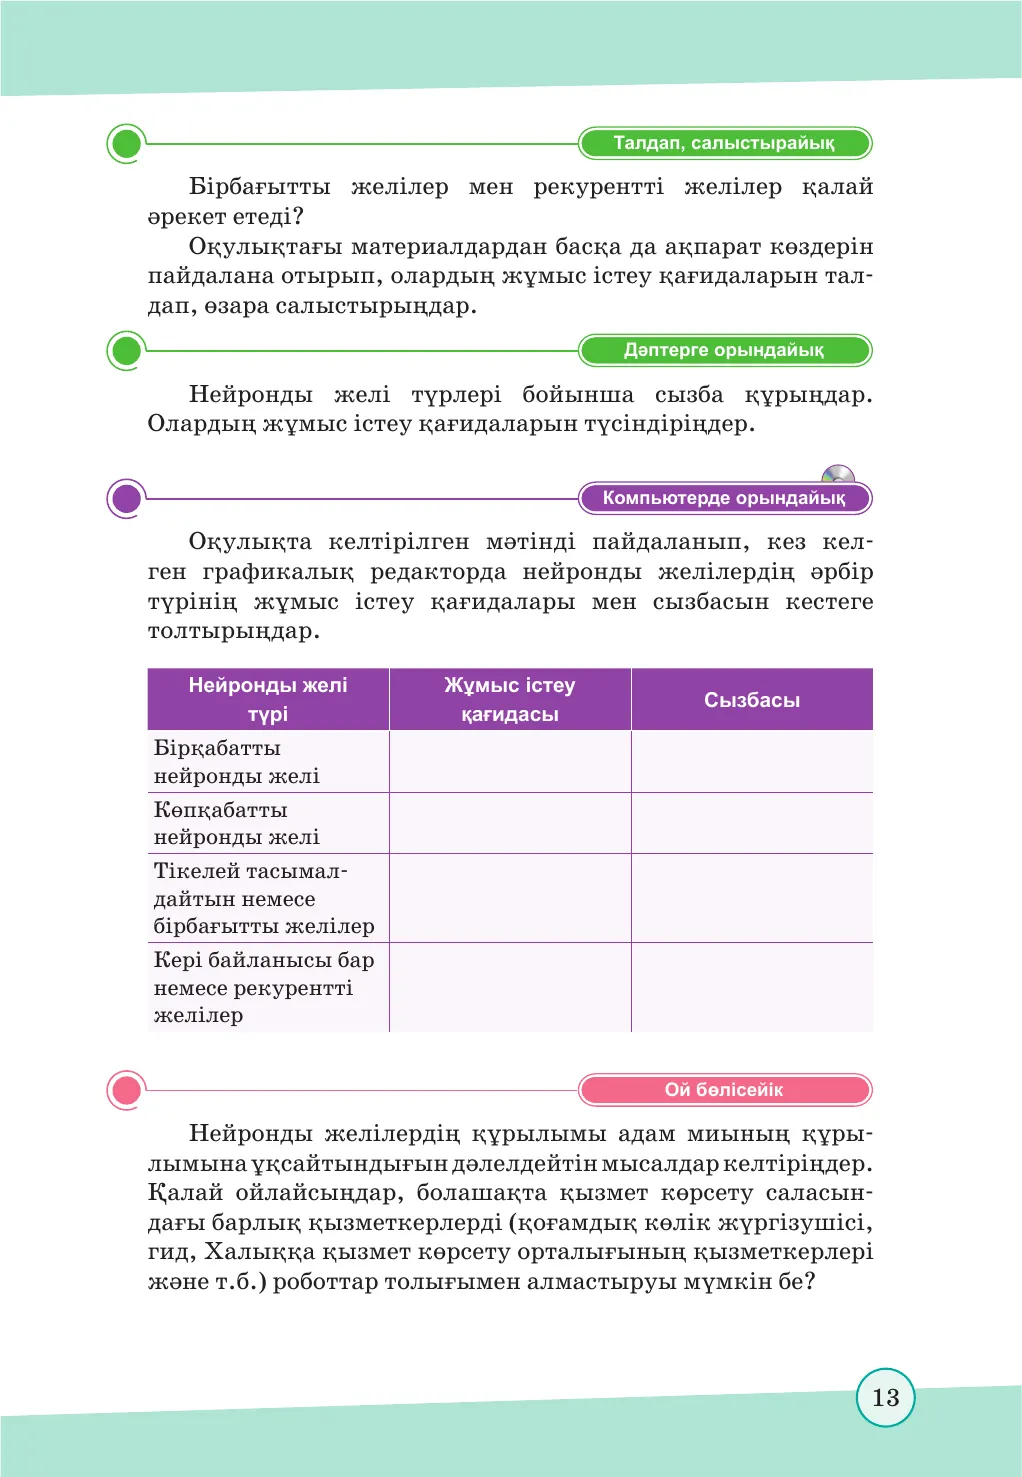 Талдап, салыстырайық
Бірбағытты желілер мен рекурентті желілер қалай
әрекет етеді?
Оқулықтағы материалдардан басқа да ақпарат көздерін
пайдалана отырып, олардың жұмыс істеу қағидаларын тал-
дап, өзара салыстырыңдар.
Дәптерге орындайық
Нейронды желі түрлері бойынша сызба құрыңдар.
Олардың жұмыс істеу қағидаларын түсіндіріңдер.
Компьютерде орындайық
Оқулықта келтірілген мәтінді пайдаланып, кез кел-
ген графикалық редакторда нейронды желілердің әрбір
түрінің жұмыс істеу қағидалары мен сызбасын кестеге
толтырыңдар.
Нейронды желі
түрі
Жұмыс істеу
қағидасы
Сызбасы
Бірқабатты
нейронды желі
Көпқабатты
нейронды желі
Тікелей тасымал-
дайтын немесе
бірбағытты желілер
Кері байланысы бар
немесе рекурентті
желілер
Ой бөлісейік
Нейронды желілердің құрылымы адам миының құры-
лымына ұқсайтындығын дәлелдейтін мысалдар келтіріңдер.
Қалай ойлайсыңдар, болашақта қызмет көрсету саласын-
дағы барлық қызметкерлерді (қоғамдық көлік жүргізушісі,
гид, Халыққа қызмет көрсету орталығының қызметкерлері
және т.б.) роботтар толығымен алмастыруы мүмкін бе?
13